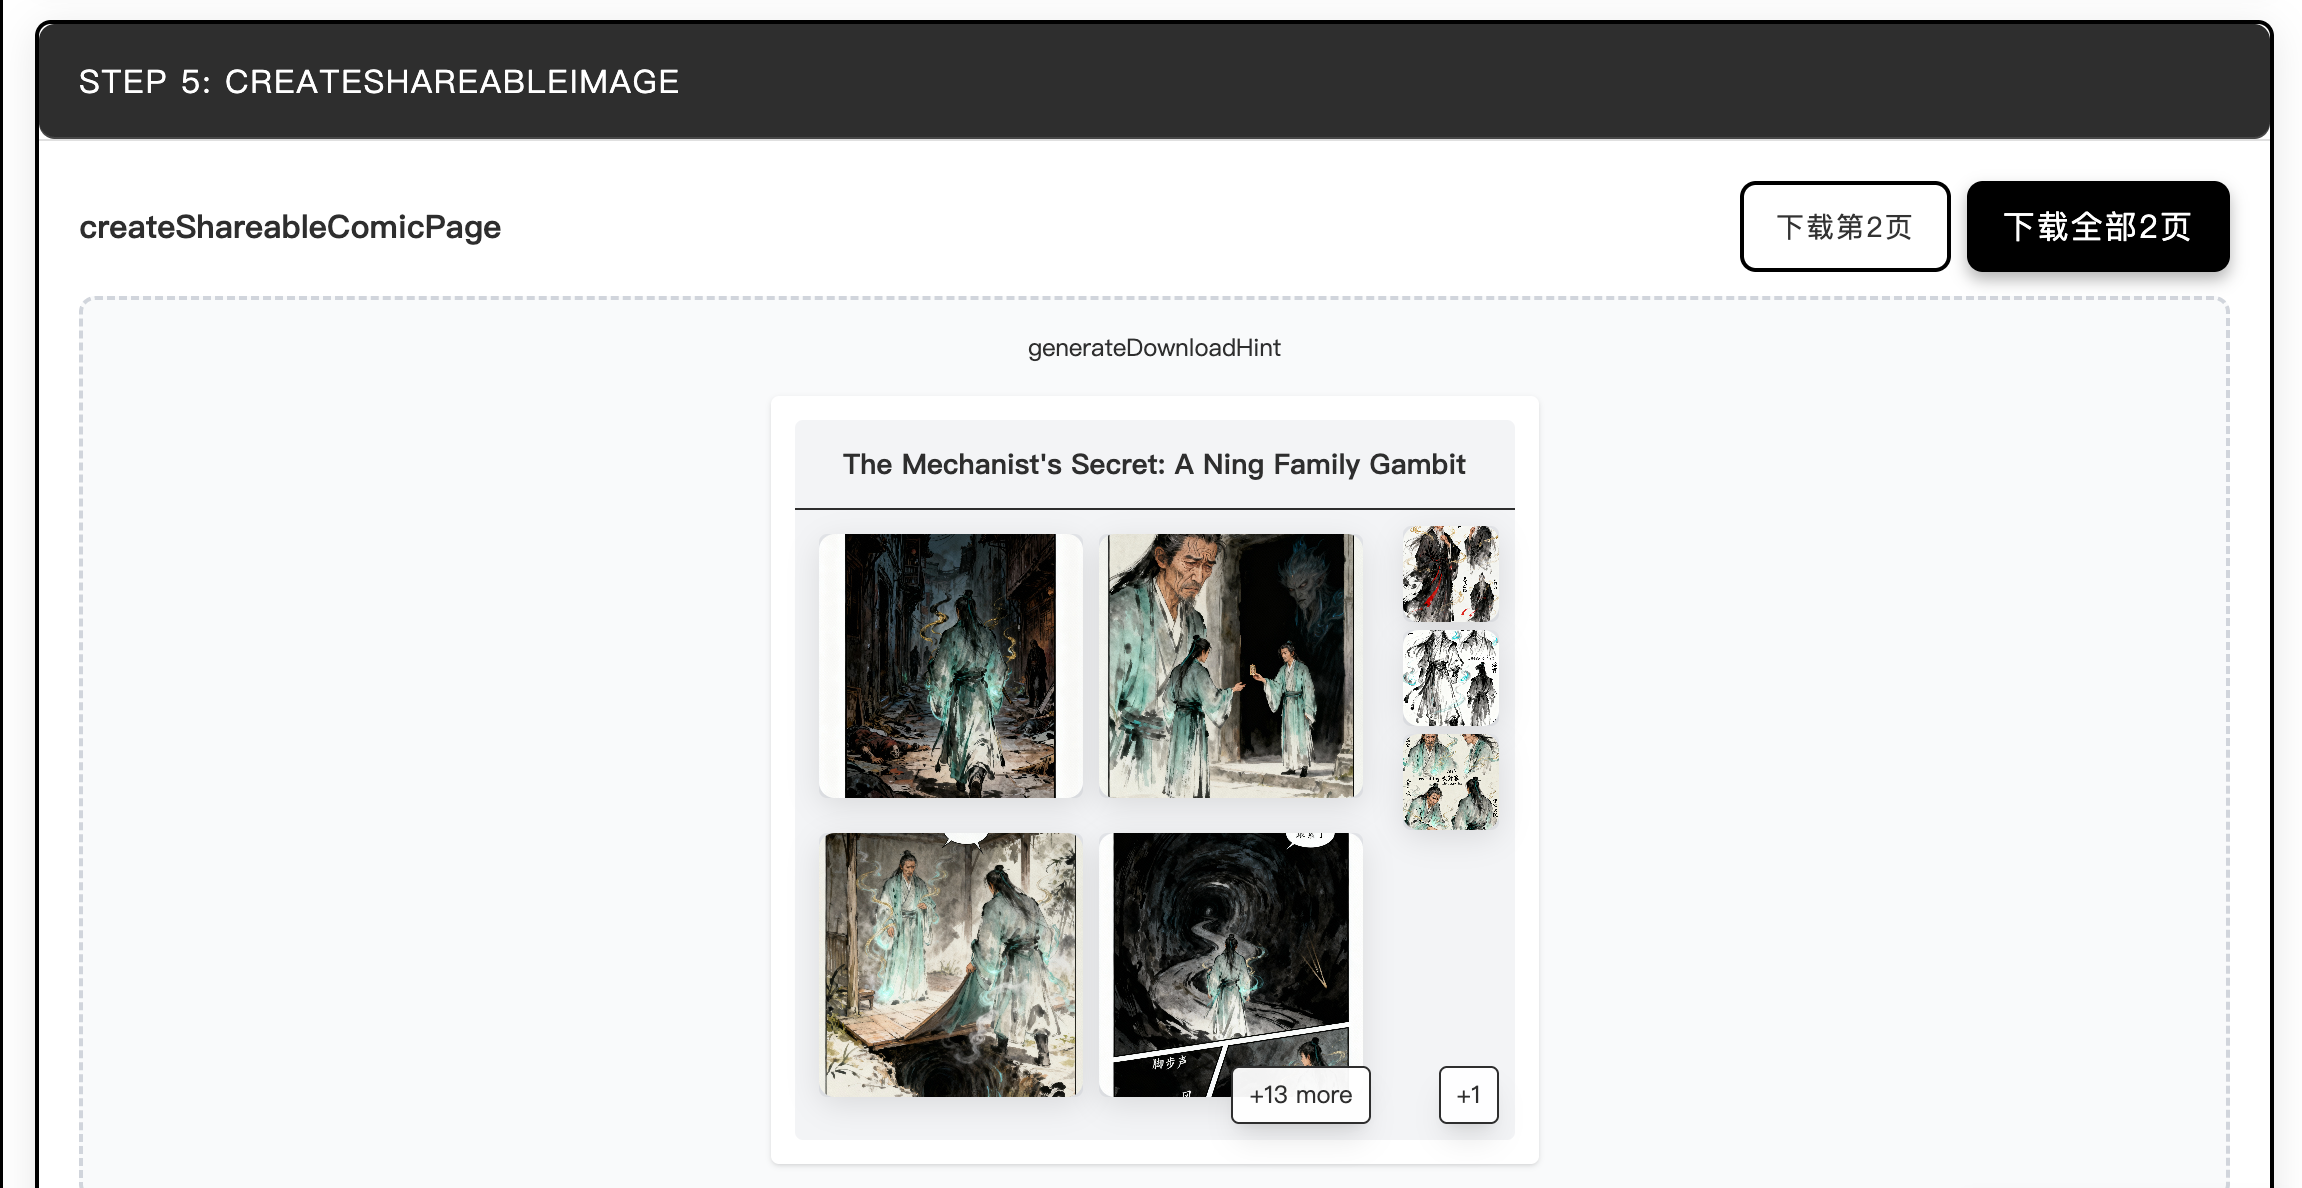 STEP 5: CREATESHAREABLEIMAGE
createShareableComicPage
下载第2页
下载全部2页
generateDownloadHint
The Mechanist's Secret: A Ning Family Gambit
脚步声
+13 more
+1